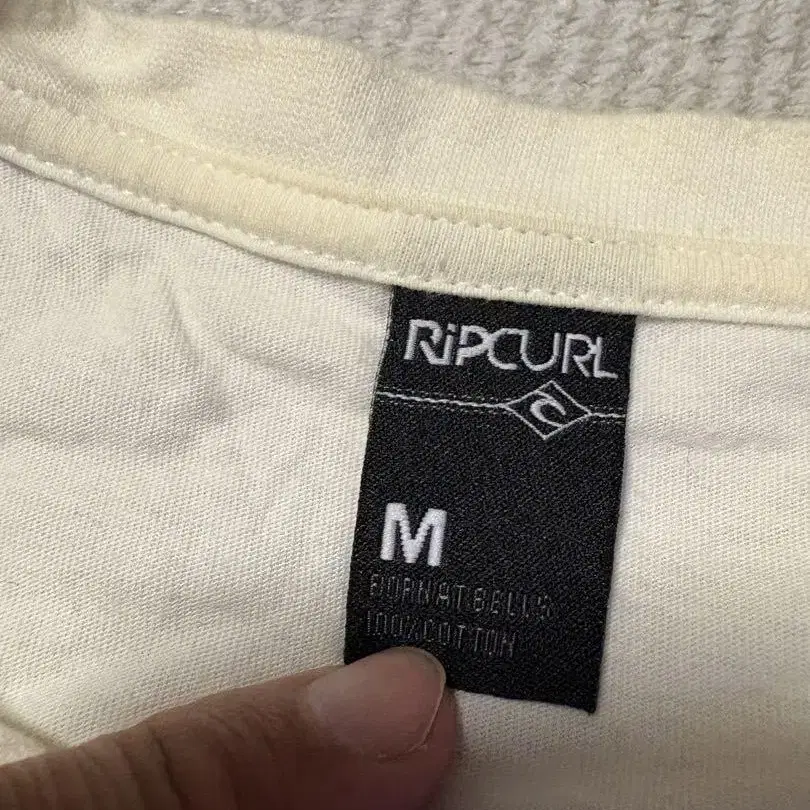 RiPCURL
M
BORN AT BELLS
100% COTTON